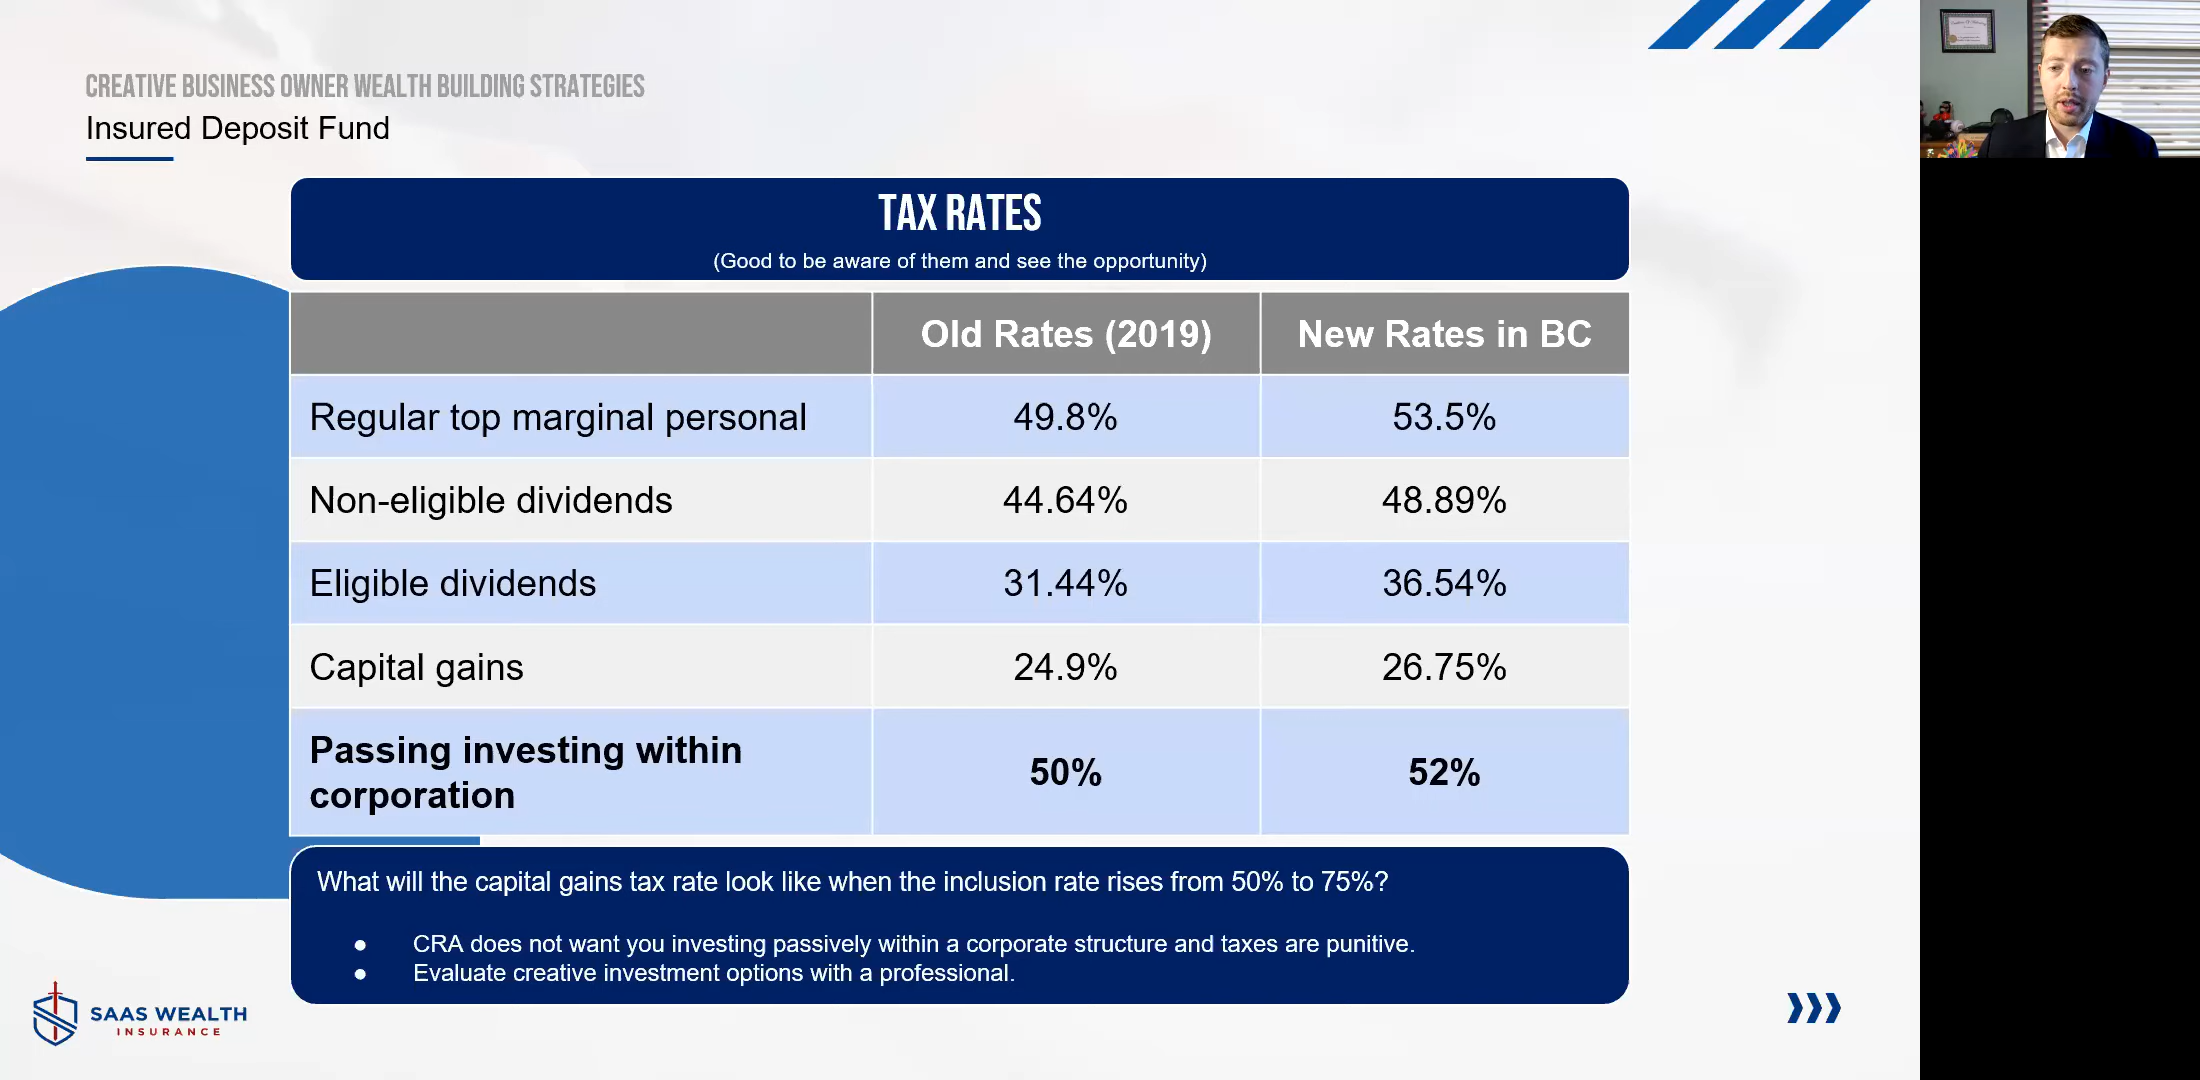 CREATIVE BUSINESS OWNER WEALTH BUILDING STRATEGIES
Insured Deposit Fund
TAX RATES
(Good to be aware of them and see the opportunity)
Old Rates (2019) New Rates in BC
Regular top marginal personal 49.8% 53.5%
Non-eligible dividends 44.64% 48.89%
Eligible dividends 31.44% 36.54%
Capital gains 24.9% 26.75%
Passing investing within
corporation 50% 52%
What will the capital gains tax rate look like when the inclusion rate rises from 50% to 75%?
● CRA does not want you investing passively within a corporate structure and taxes are punitive.
● Evaluate creative investment options with a professional.
SAAS WEALTH
INSURANCE